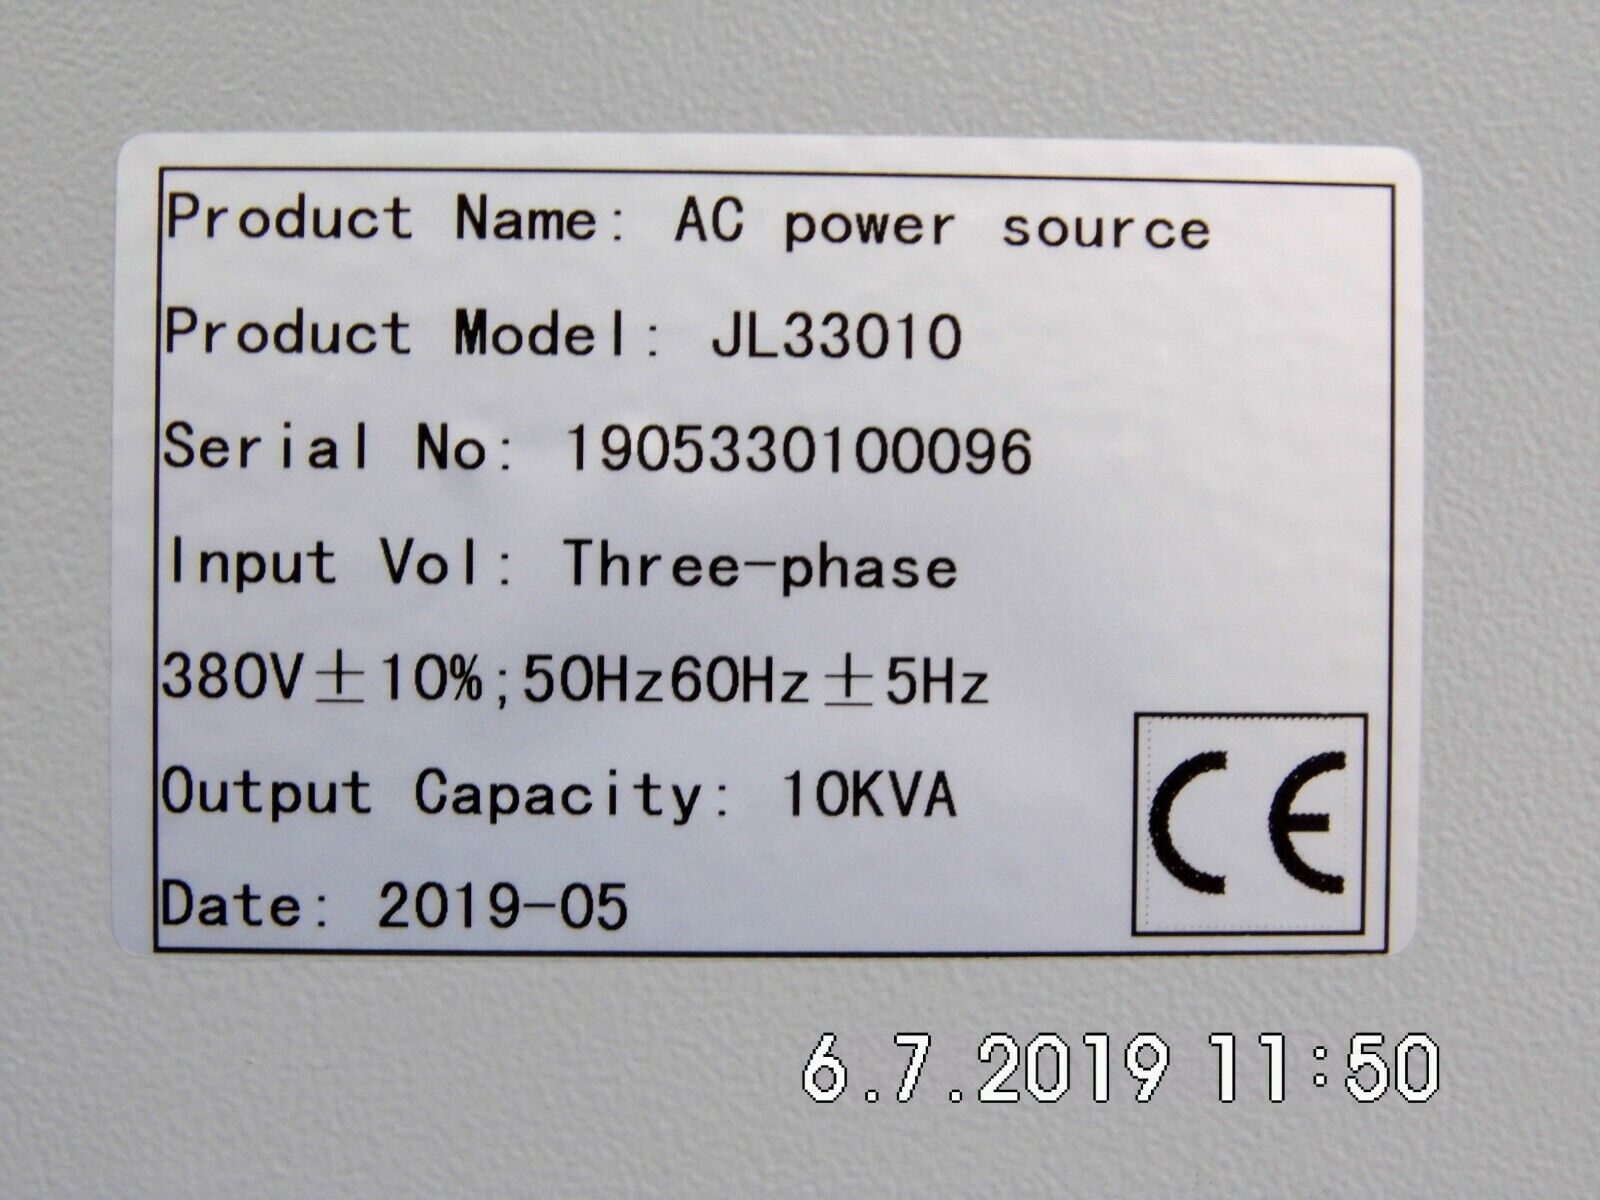 Product Name: AC power source
Product Model: JL33010
Serial No: 1905330100096
Input Vol: Three-phase
380V±10%;50Hz60Hz±5Hz
Output Capacity: 10KVA
Date: 2019-05
CE
6.7.2019 11:50